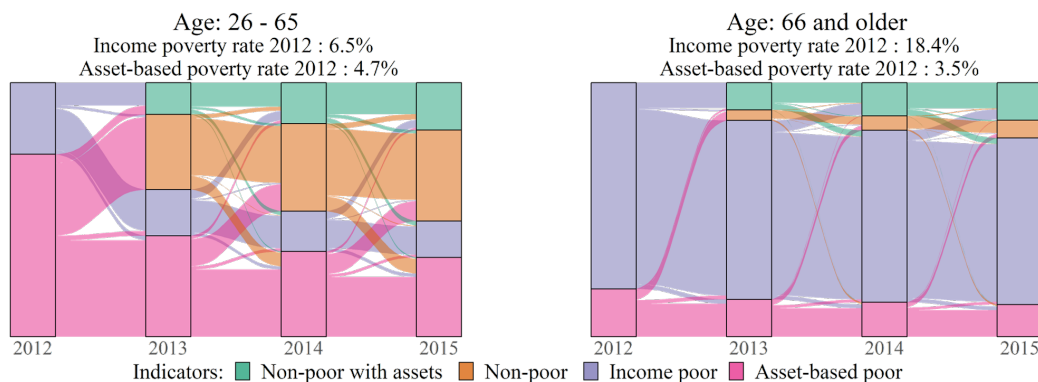 Age: 26 - 65
Income poverty rate 2012 : 6.5%
Asset-based poverty rate 2012 : 4.7%
2012 2013 2014 2015
Age: 66 and older
Income poverty rate 2012 : 18.4%
Asset-based poverty rate 2012 : 3.5%
2012 2013 2014 2015
Indicators: Non-poor with assets Non-poor Income poor Asset-based poor